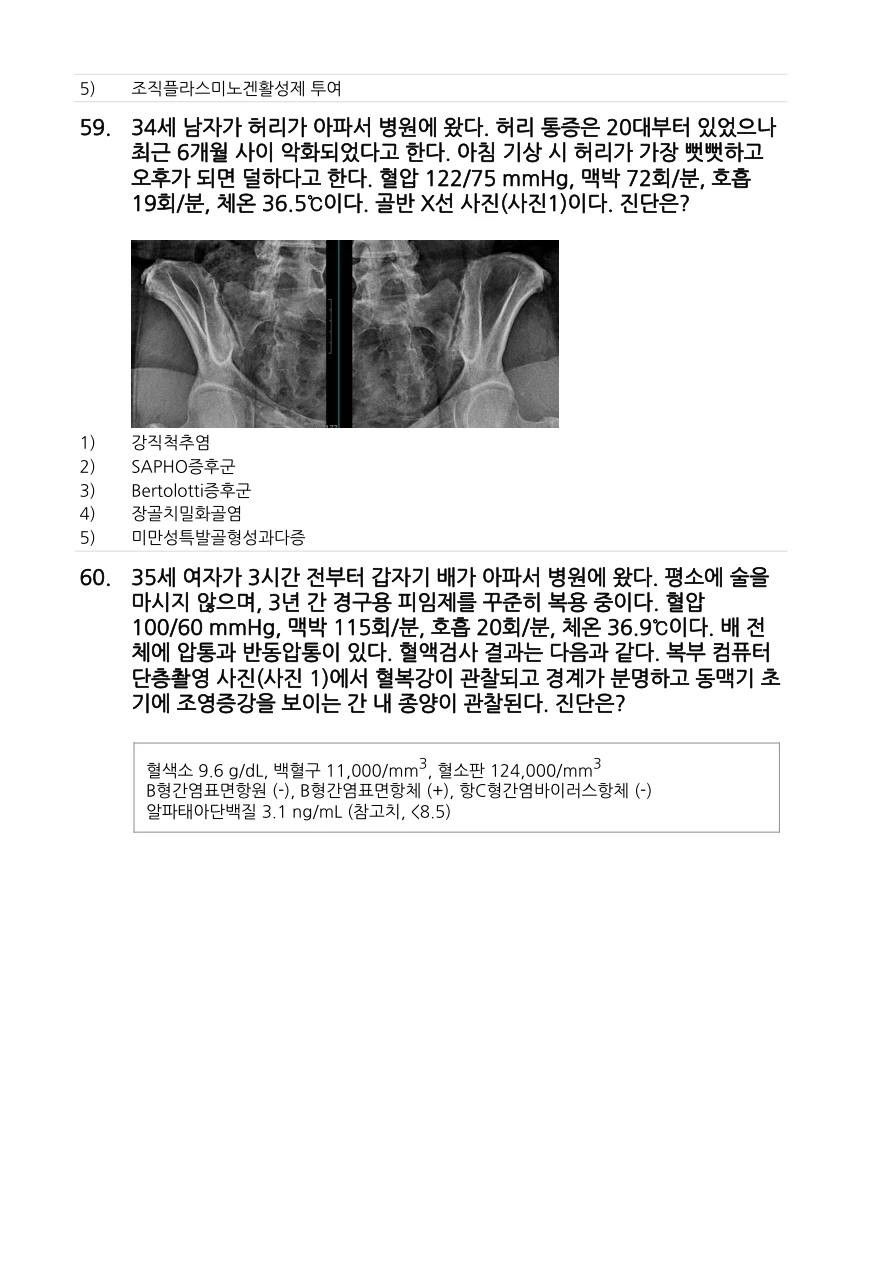 5) 조직플라스미노겐활성제 투여
59. 34세 남자가 허리가 아파서 병원에 왔다. 허리 통증은 20대부터 있었으나
최근 6개월 사이 악화되었다고 한다. 아침 기상 시 허리가 가장 뻣뻣하고
오후가 되면 덜하다고 한다. 혈압 122/75 mmHg, 맥박 72회/분, 호흡
19회/분, 체온 36.5℃이다. 골반 X선 사진(사진1)이다. 진단은?
1) 강직척추염
2) SAPHO증후군
3) Bertolotti증후군
4) 장골치밀화골염
5) 미만성특발골형성과다증
60. 35세 여자가 3시간 전부터 갑자기 배가 아파서 병원에 왔다. 평소에 술을
마시지 않으며, 3년 간 경구용 피임제를 꾸준히 복용 중이다. 혈압
100/60 mmHg, 맥박 115회/분, 호흡 20회/분, 체온 36.9℃이다. 배 전
체에 압통과 반동압통이 있다. 혈액검사 결과는 다음과 같다. 복부 컴퓨터
단층촬영 사진(사진 1)에서 혈복강이 관찰되고 경계가 분명하고 동맥기 초
기에 조영증강을 보이는 간 내 종양이 관찰된다. 진단은?
혈색소 9.6 g/dL, 백혈구 11,000/mm³, 혈소판 124,000/mm³
B형간염표면항원 (-), B형간염표면항체 (+), 항C형간염바이러스항체 (-)
알파태아단백질 3.1 ng/mL (참고치, <8.5)